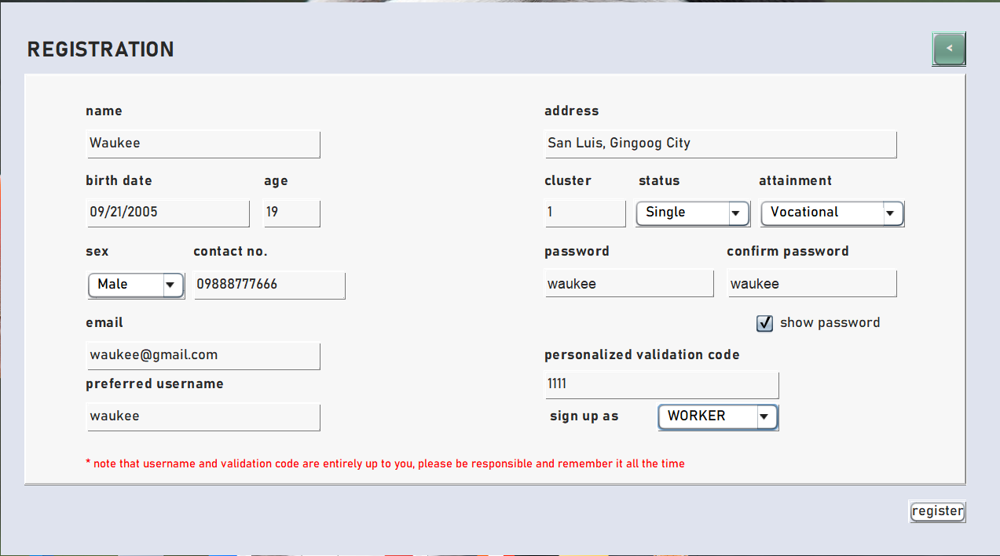 REGISTRATION
<
name
Waukee
birth date age
09/21/2005 19
sex contact no.
Male 09888777666
email
waukee@gmail.com
preferred username
waukee
address
San Luis, Gingoog City
cluster status attainment
1 Single Vocational
password confirm password
waukee waukee
show password
personalized validation code
1111
sign up as WORKER
* note that username and validation code are entirely up to you, please be responsible and remember it all the time
register